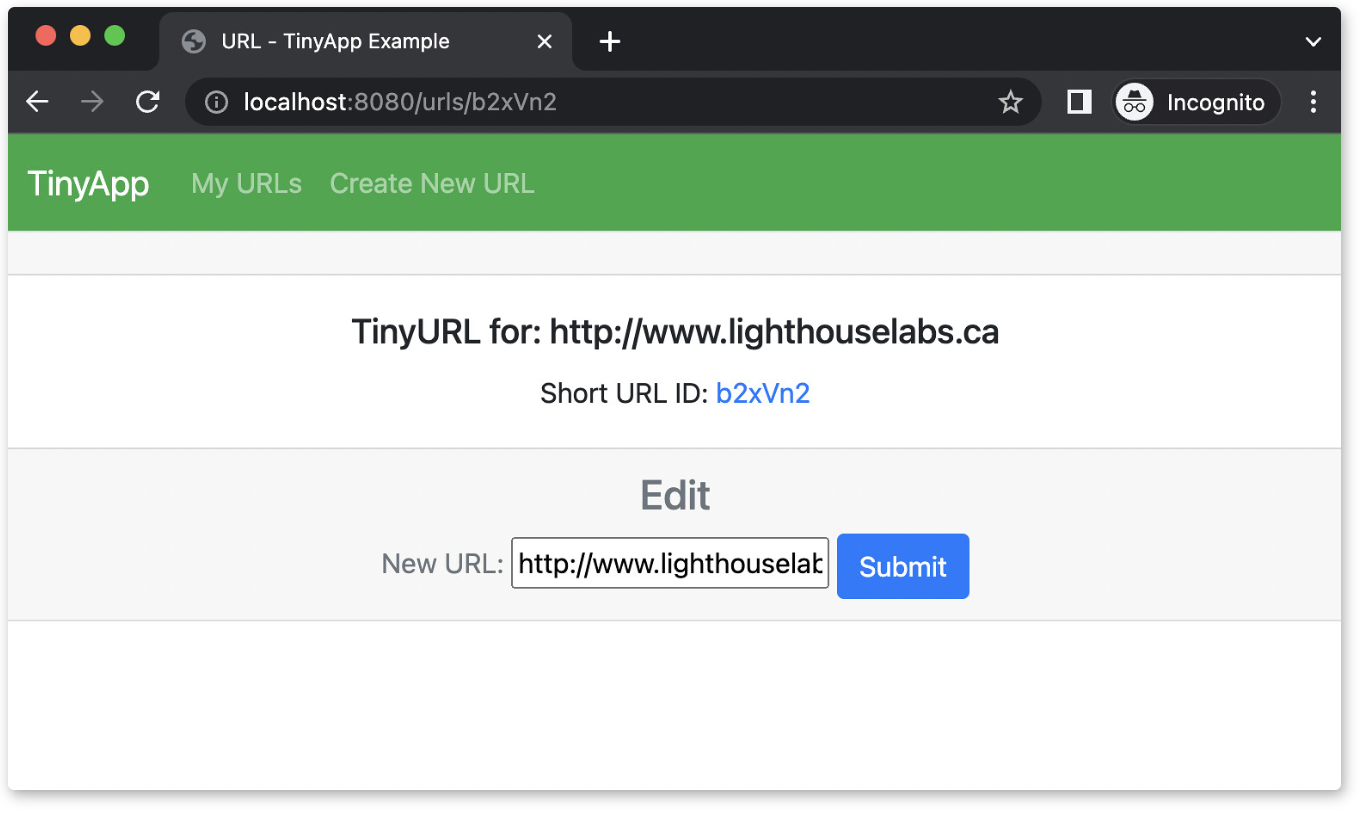 URL - TinyApp Example
localhost:8080/urls/b2xVn2
Incognito
TinyApp My URLs Create New URL
TinyURL for: http://www.lighthouselabs.ca
Short URL ID: b2xVn2
Edit
New URL: http://www.lighthouselab Submit